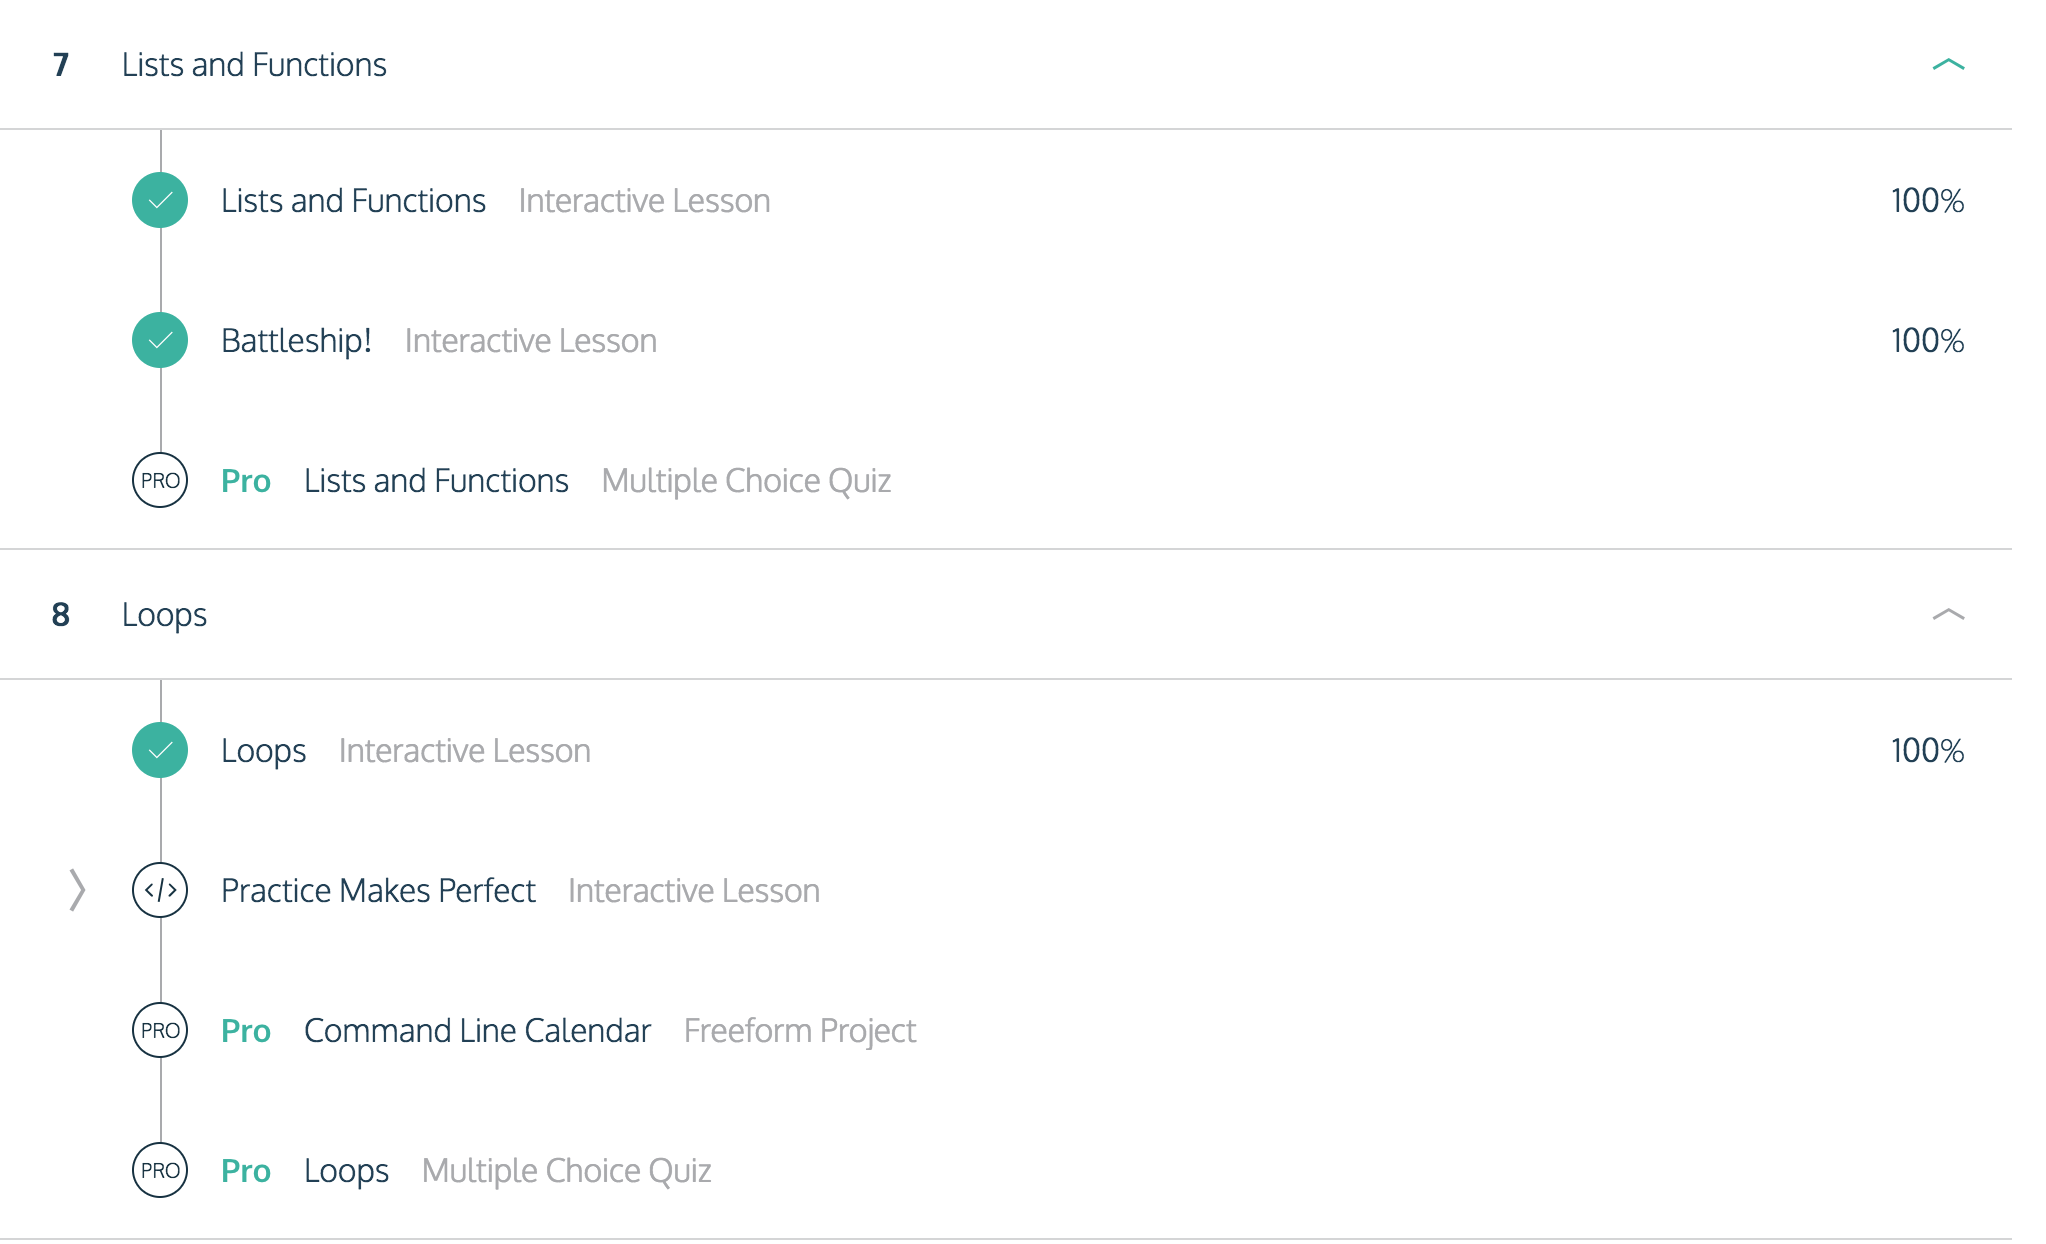 7 Lists and Functions
Lists and Functions Interactive Lesson 100%
Battleship! Interactive Lesson 100%
PRO Pro Lists and Functions Multiple Choice Quiz
8 Loops
Loops Interactive Lesson 100%
</> Practice Makes Perfect Interactive Lesson
PRO Pro Command Line Calendar Freeform Project
PRO Pro Loops Multiple Choice Quiz